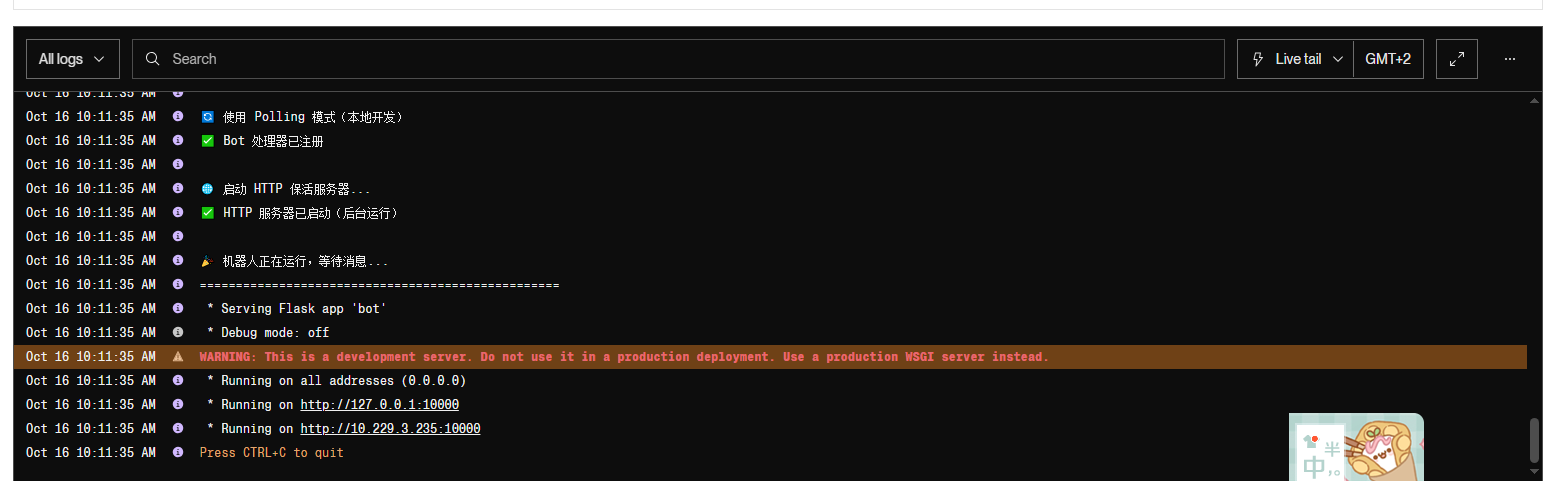 All logs
Search
Live tail
GMT+2
Oct 16 10:11:35 AM
Oct 16 10:11:35 AM 使用 Polling 模式（本地开发）
Oct 16 10:11:35 AM Bot 处理器已注册
Oct 16 10:11:35 AM
Oct 16 10:11:35 AM 启动 HTTP 保活服务器...
Oct 16 10:11:35 AM HTTP 服务器已启动（后台运行）
Oct 16 10:11:35 AM
Oct 16 10:11:35 AM 机器人正在运行，等待消息...
Oct 16 10:11:35 AM ==================================================
Oct 16 10:11:35 AM * Serving Flask app 'bot'
Oct 16 10:11:35 AM * Debug mode: off
Oct 16 10:11:35 AM WARNING: This is a development server. Do not use it in a production deployment. Use a production WSGI server instead.
Oct 16 10:11:35 AM * Running on all addresses (0.0.0.0)
Oct 16 10:11:35 AM * Running on http://127.0.0.1:10000
Oct 16 10:11:35 AM * Running on http://10.229.3.235:10000
Oct 16 10:11:35 AM Press CTRL+C to quit
半
中 ，。